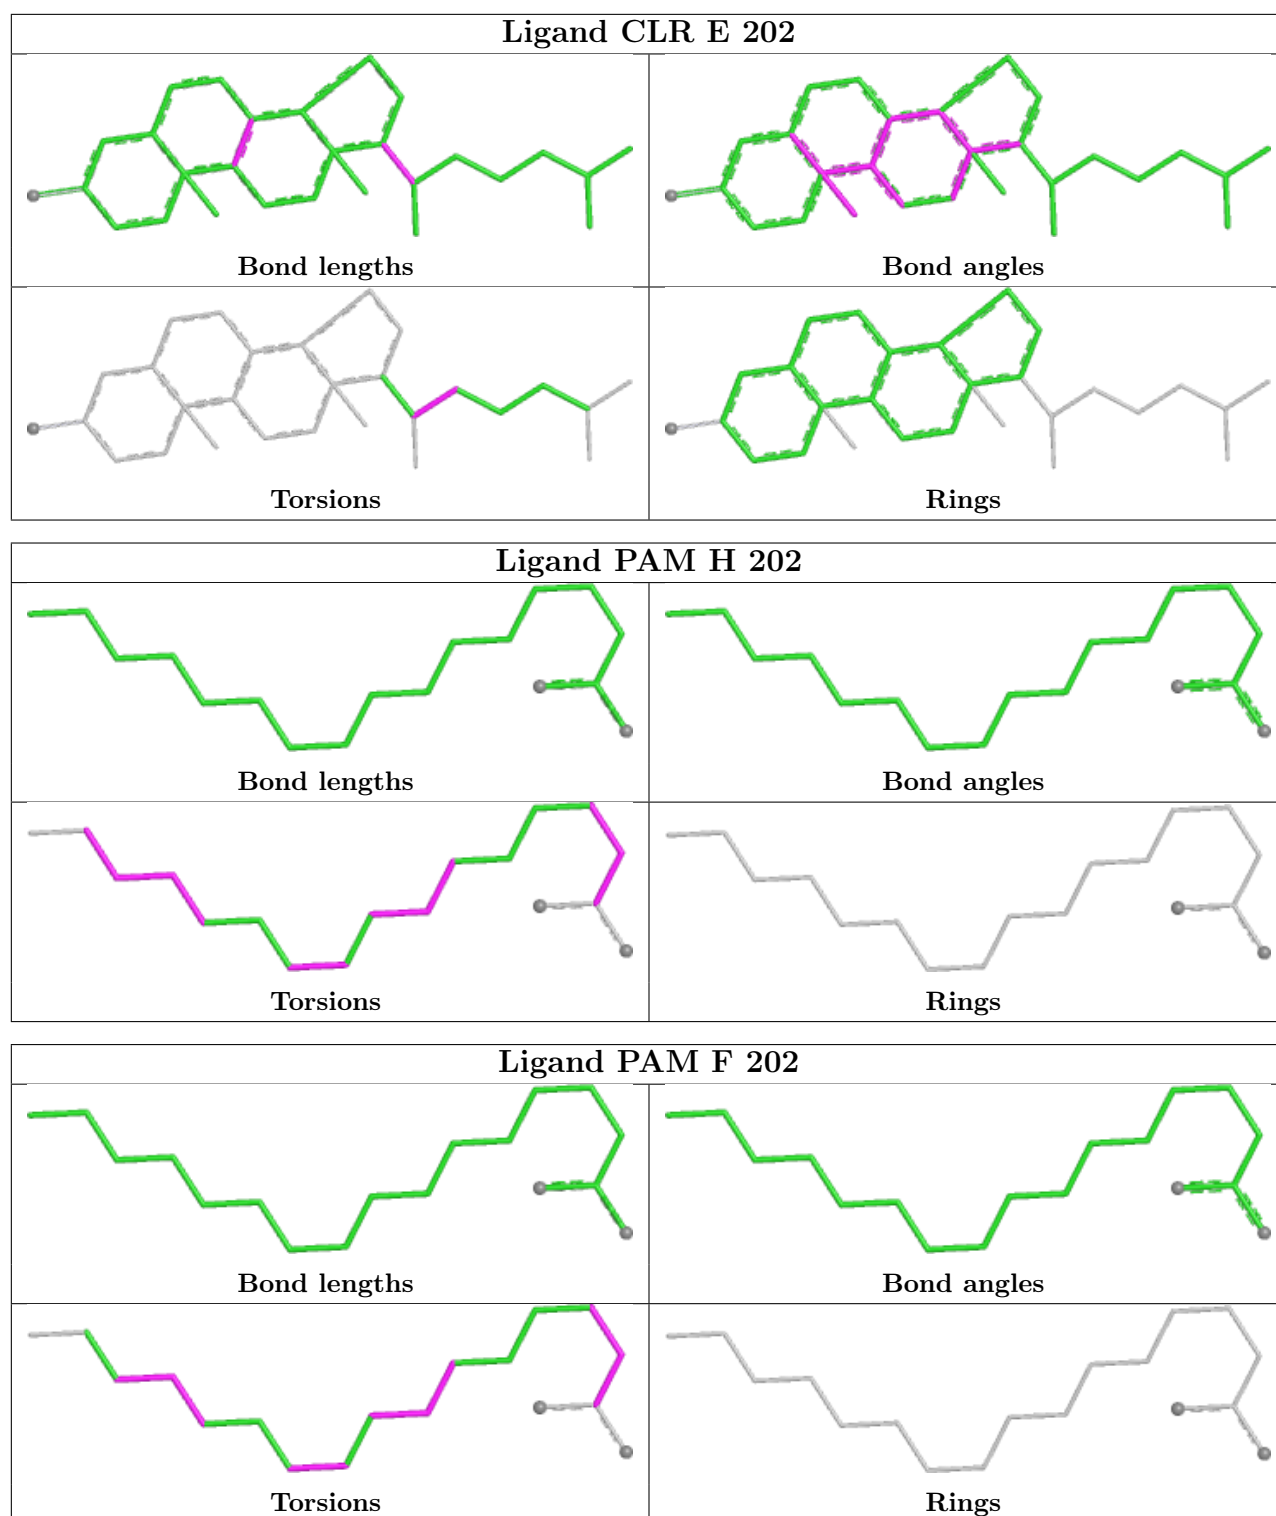 Ligand CLR E 202
Bond lengths
Bond angles
Torsions
Rings
Ligand PAM H 202
Bond lengths
Bond angles
Torsions
Rings
Ligand PAM F 202
Bond lengths
Bond angles
Torsions
Rings